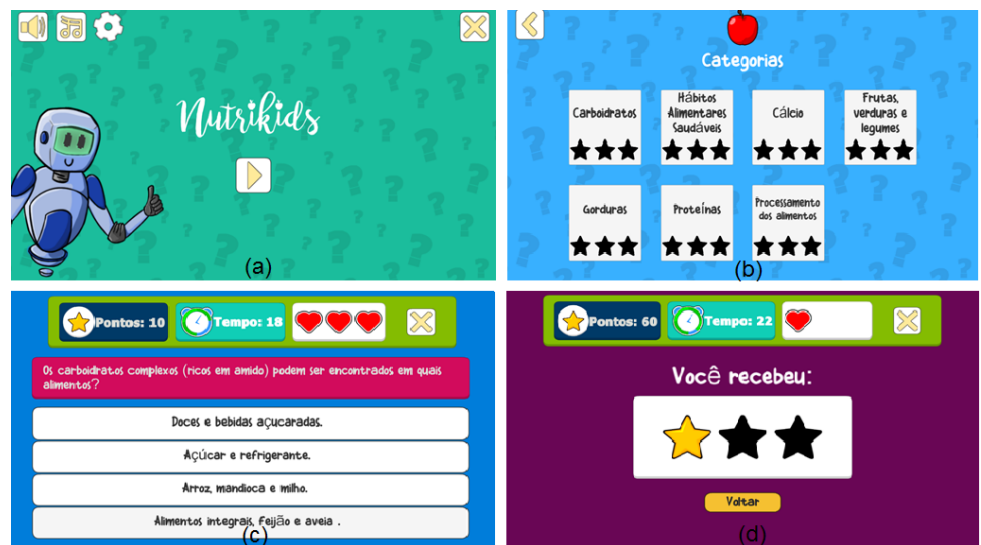 Nutrikids
(a)
Categorias
Carboidratos
Hábitos
Alimentares
Saudáveis
Cálcio
Frutas,
verduras e
legumes
Gorduras
Proteínas
Processamento
dos alimentos
(b)
Pontos: 10
Tempo: 18
Os carboidratos complexos (ricos em amido) podem ser encontrados em quais
alimentos?
Doces e bebidas açucaradas.
Açúcar e refrigerante.
Arroz, mandioca e milho.
Alimentos integrais, feijão e aveia .
(c)
Pontos: 60
Tempo: 22
Você recebeu:
Voltar
(d)